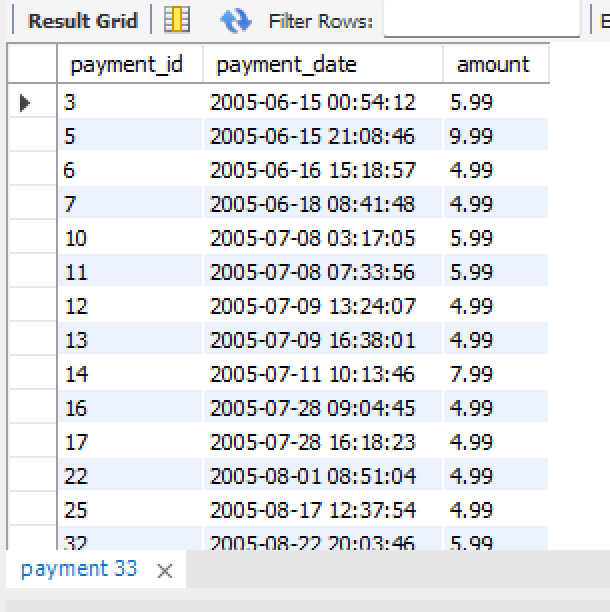 Result Grid Filter Rows:
payment_id payment_date amount
3 2005-06-15 00:54:12 5.99
5 2005-06-15 21:08:46 9.99
6 2005-06-16 15:18:57 4.99
7 2005-06-18 08:41:48 4.99
10 2005-07-08 03:17:05 5.99
11 2005-07-08 07:33:56 5.99
12 2005-07-09 13:24:07 4.99
13 2005-07-09 16:38:01 4.99
14 2005-07-11 10:13:46 7.99
16 2005-07-28 09:04:45 4.99
17 2005-07-28 16:18:23 4.99
22 2005-08-01 08:51:04 4.99
25 2005-08-17 12:37:54 4.99
32 2005-08-22 20:03:46 5.99
payment 33